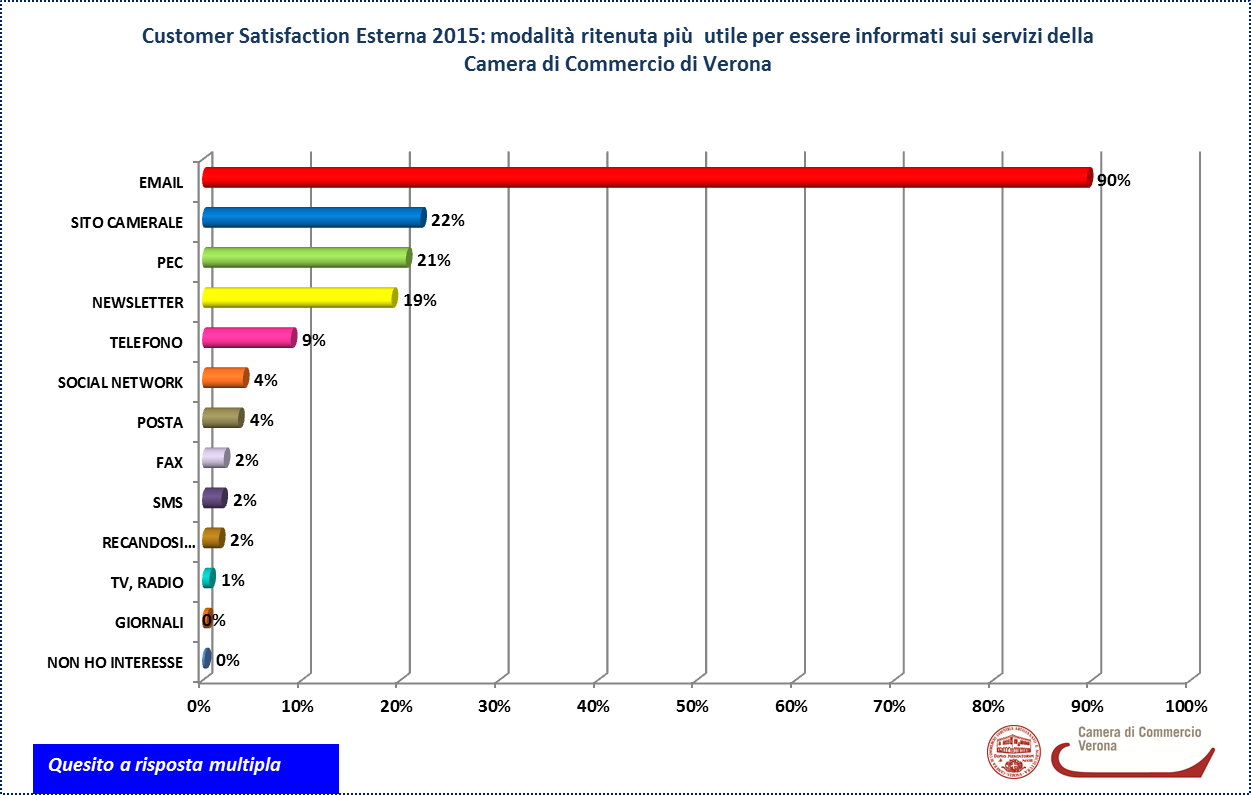 Customer Satisfaction Esterna 2015: modalità ritenuta più utile per essere informati sui servizi della
Camera di Commercio di Verona
EMAIL 90%
SITO CAMERALE 22%
PEC 21%
NEWSLETTER 19%
TELEFONO 9%
SOCIAL NETWORK 4%
POSTA 4%
FAX 2%
SMS 2%
RECANDOSI... 2%
TV, RADIO 1%
GIORNALI 0%
NON HO INTERESSE 0%
0% 10% 20% 30% 40% 50% 60% 70% 80% 90% 100%
Quesito a risposta multipla
Camera di Commercio
Verona